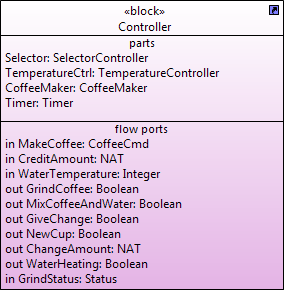 «block»
Controller
parts
Selector: SelectorController
TemperatureCtrl: TemperatureController
CoffeeMaker: CoffeeMaker
Timer: Timer
flow ports
in MakeCoffee: CoffeeCmd
in CreditAmount: NAT
in WaterTemperature: Integer
out GrindCoffee: Boolean
out MixCoffeeAndWater: Boolean
out GiveChange: Boolean
out NewCup: Boolean
out ChangeAmount: NAT
out WaterHeating: Boolean
in GrindStatus: Status